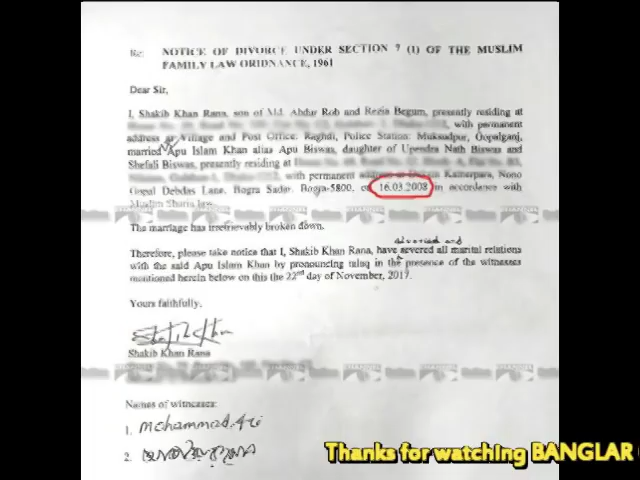 Re: NOTICE OF DIVORCE UNDER SECTION 7 (1) OF THE MUSLIM
FAMILY LAW ORIDNANCE, 1961
Dear Sir,
I, Shakib Khan Rana, son of Md. Abdur Rob and Regia Begum, presently residing at
with permanent
address at Village and Post Office: Raghdi, Police Station: Muksudpur, Gopalganj,
married Apu Islam Khan alias Apu Biswas, daughter of Upendra Nath Biswas and
Shefali Biswas, presently residing at
with permanent address Kamarpara, Nono
Gopal Debdas Lane, Bogra Sadar, Bogra-5800, on 16.03.2008 in accordance with
Muslim Sharia law.
The marriage has irretrievably broken down.
divorced and
Therefore, please take notice that I, Shakib Khan Rana, have severed all marital relations
with the said Apu Islam Khan by pronouncing talaq in the presence of the witnesses
mentioned herein below on this the 22nd day of November, 2017.
Yours faithfully,
Shakib Khan
Shakib Khan Rana
Names of witnesses:
1. Mohammad Ali
2.
Thanks for watching BANGLAR